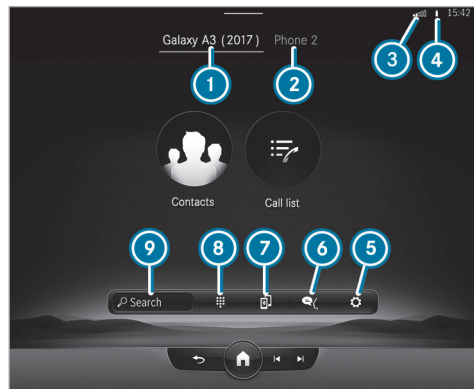 15:42
Galaxy A3 (2017) Phone 2
3 4
1 2
Contacts Call list
9 8 7 6 5
Search